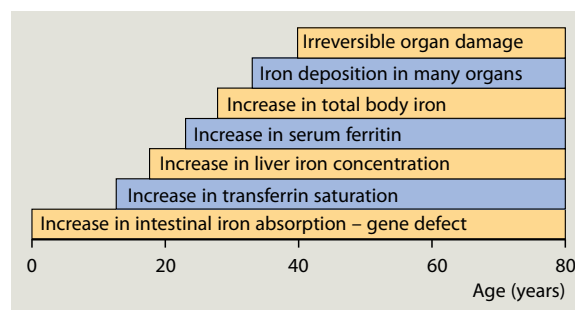 Irreversible organ damage
Iron deposition in many organs
Increase in total body iron
Increase in serum ferritin
Increase in liver iron concentration
Increase in transferrin saturation
Increase in intestinal iron absorption – gene defect
0 20 40 60 80
Age (years)